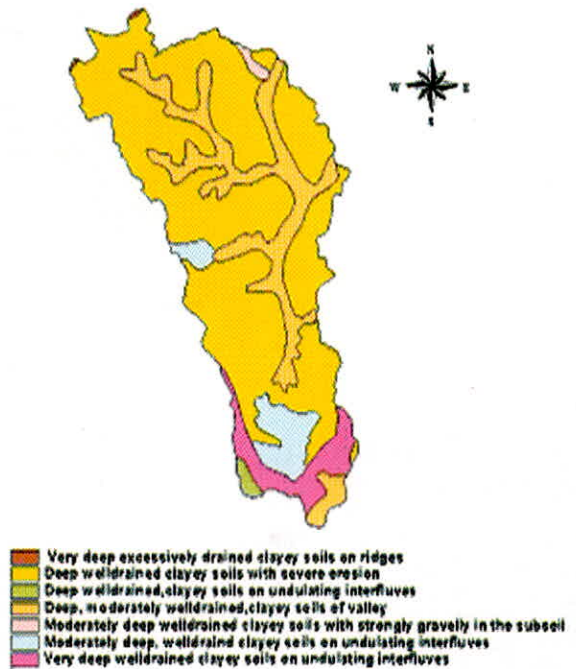 N
W E
S
Very deep excessively drained clayey soils on ridges
Deep welldrained clayey soils with severe erosion
Deep welldrained,clayey soils on undulating interfluves
Deep, moderately welldrained,clayey soils of valley
Moderately deep welldrained clayey soils with strongly gravelly in the subsoil
Moderately deep, welldraind clayey soils on undulating interfluves
Very deep welldrained clayey soils on undulating interfluves